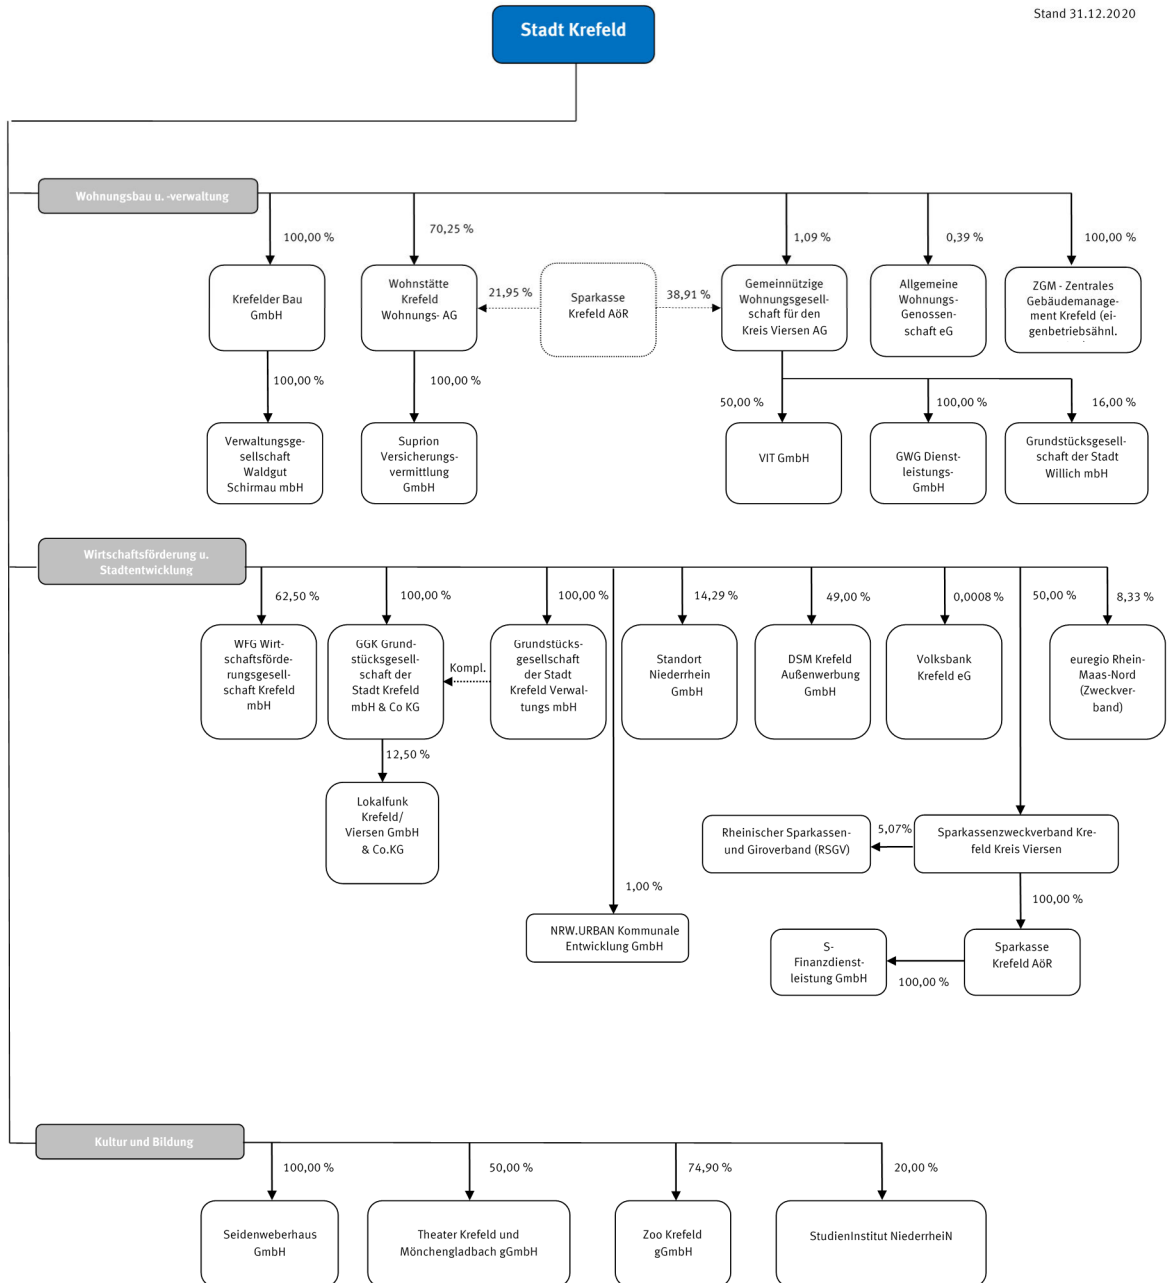 Stand 31.12.2020
Stadt Krefeld
Wohnungsbau u. -verwaltung
100,00 %
70,25 %
1,09 %
0,39 %
100,00 %
Krefelder Bau
GmbH
Wohnstätte
Krefeld
Wohnungs- AG
21,95 %
Sparkasse
Krefeld AöR
38,91 %
Gemeinnützige
Wohnungsgesell-
schaft für den
Kreis Viersen AG
Allgemeine
Wohnungs-
Genossen-
schaft eG
ZGM - Zentrales
Gebäudemanage-
ment Krefeld (ei-
genbetriebsähnl.
100,00 %
100,00 %
50,00 %
100,00 %
16,00 %
Verwaltungsge-
sellschaft
Waldgut
Schirmau mbH
Suprion
Versicherungs-
vermittlung
GmbH
VIT GmbH
GWG Dienst-
leistungs-
GmbH
Grundstücksgesell-
schaft der Stadt
Willich mbH
Wirtschaftsförderung u.
Stadtentwicklung
62,50 %
100,00 %
100,00 %
14,29 %
49,00 %
0,0008 %
50,00 %
8,33 %
WFG Wirt-
schaftsförde-
rungsgesell-
schaft Krefeld
mbH
GGK Grund-
stücksgesell-
schaft der
Stadt Krefeld
mbH & Co KG
Kompl.
Grundstücks-
gesellschaft
der Stadt
Krefeld Verwal-
tungs mbH
Standort
Niederrhein
GmbH
DSM Krefeld
Außenwerbung
GmbH
Volksbank
Krefeld eG
euregio Rhein-
Maas-Nord
(Zweckver-
band)
12,50 %
Lokalfunk
Krefeld/
Viersen GmbH
& Co.KG
Rheinischer Sparkassen-
und Giroverband (RSGV)
5,07%
Sparkassenzweckverband Kre-
feld Kreis Viersen
1,00 %
100,00 %
NRW.URBAN Kommunale
Entwicklung GmbH
S-
Finanzdienst-
leistung GmbH
100,00 %
Sparkasse
Krefeld AöR
Kultur und Bildung
100,00 %
50,00 %
74,90 %
20,00 %
Seidenweberhaus
GmbH
Theater Krefeld und
Mönchengladbach gGmbH
Zoo Krefeld
gGmbH
StudienInstitut NiederrheiN